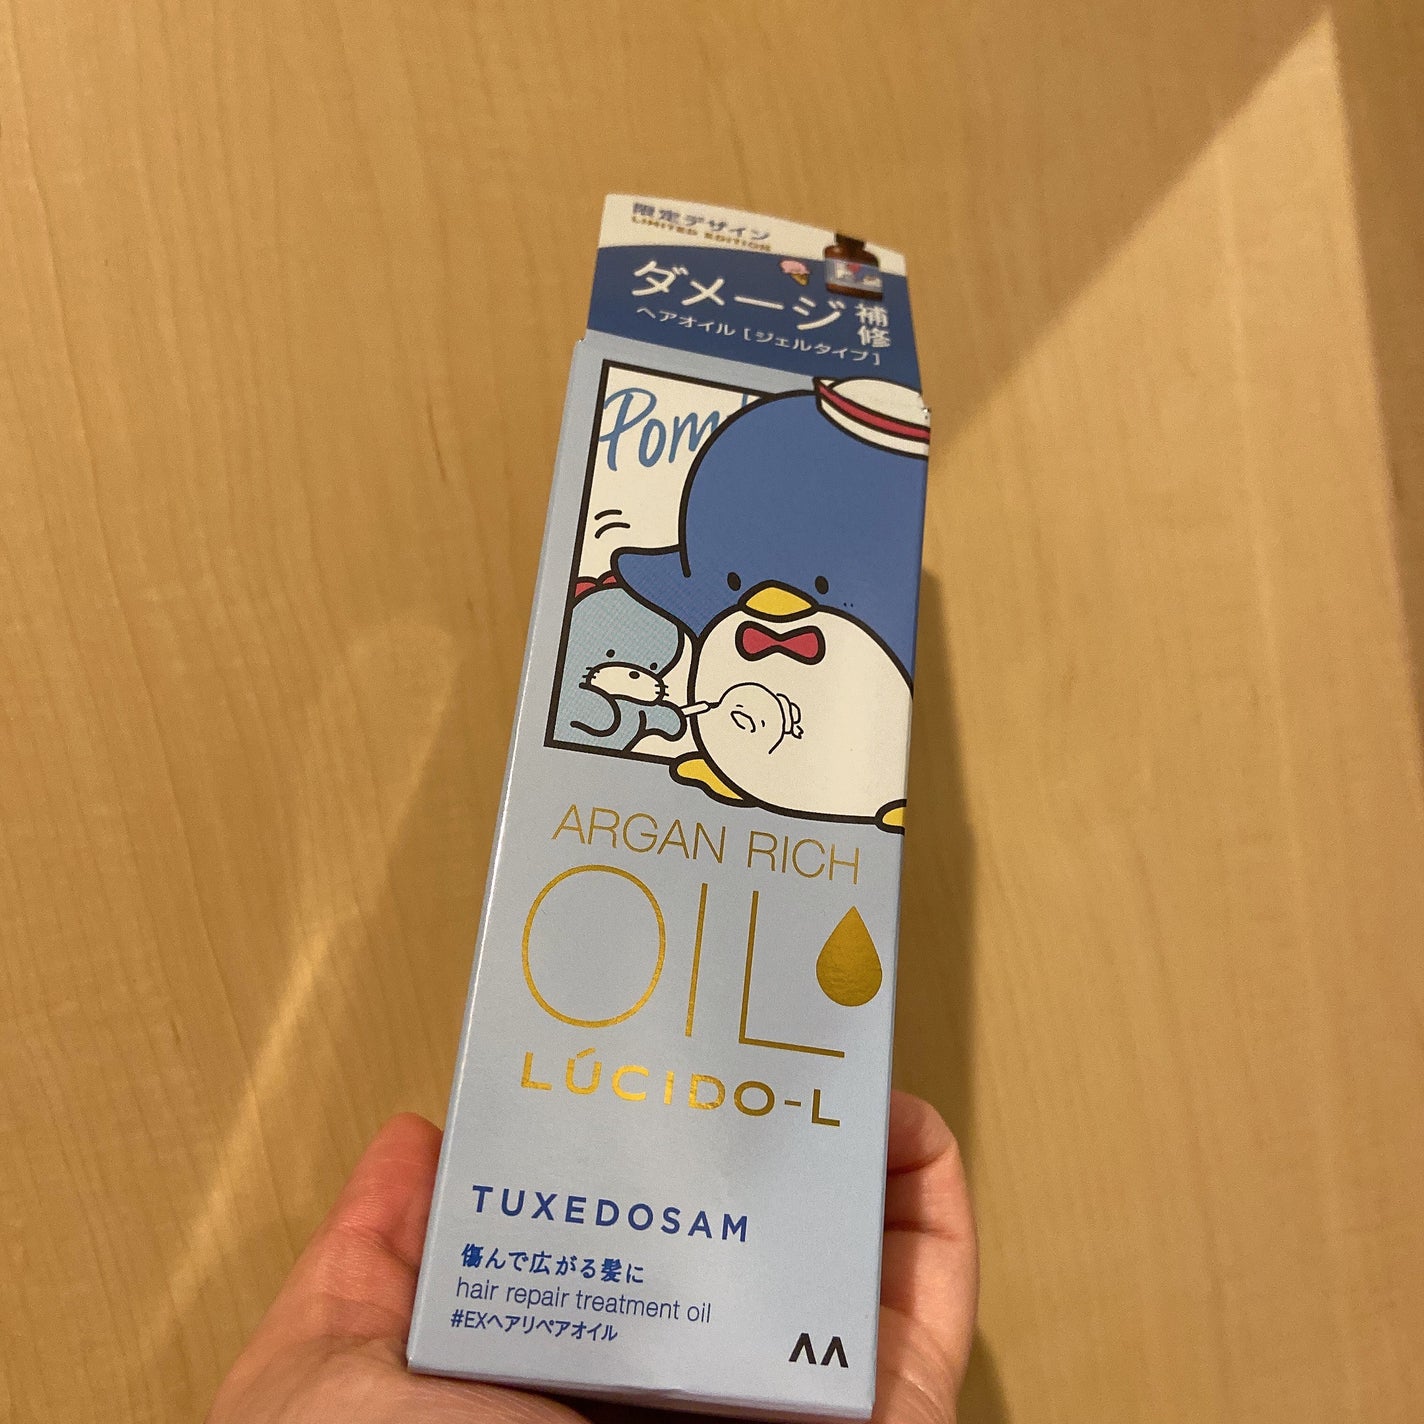 限定デザイン
LIMITED EDITION
ダメージ補修
ヘアオイル［ジェルタイプ］
Pom
ARGAN RICH
OIL
LÚCIDO-L
TUXEDOSAM
傷んで広がる髪に
hair repair treatment oil
#EXヘアリペアオイル